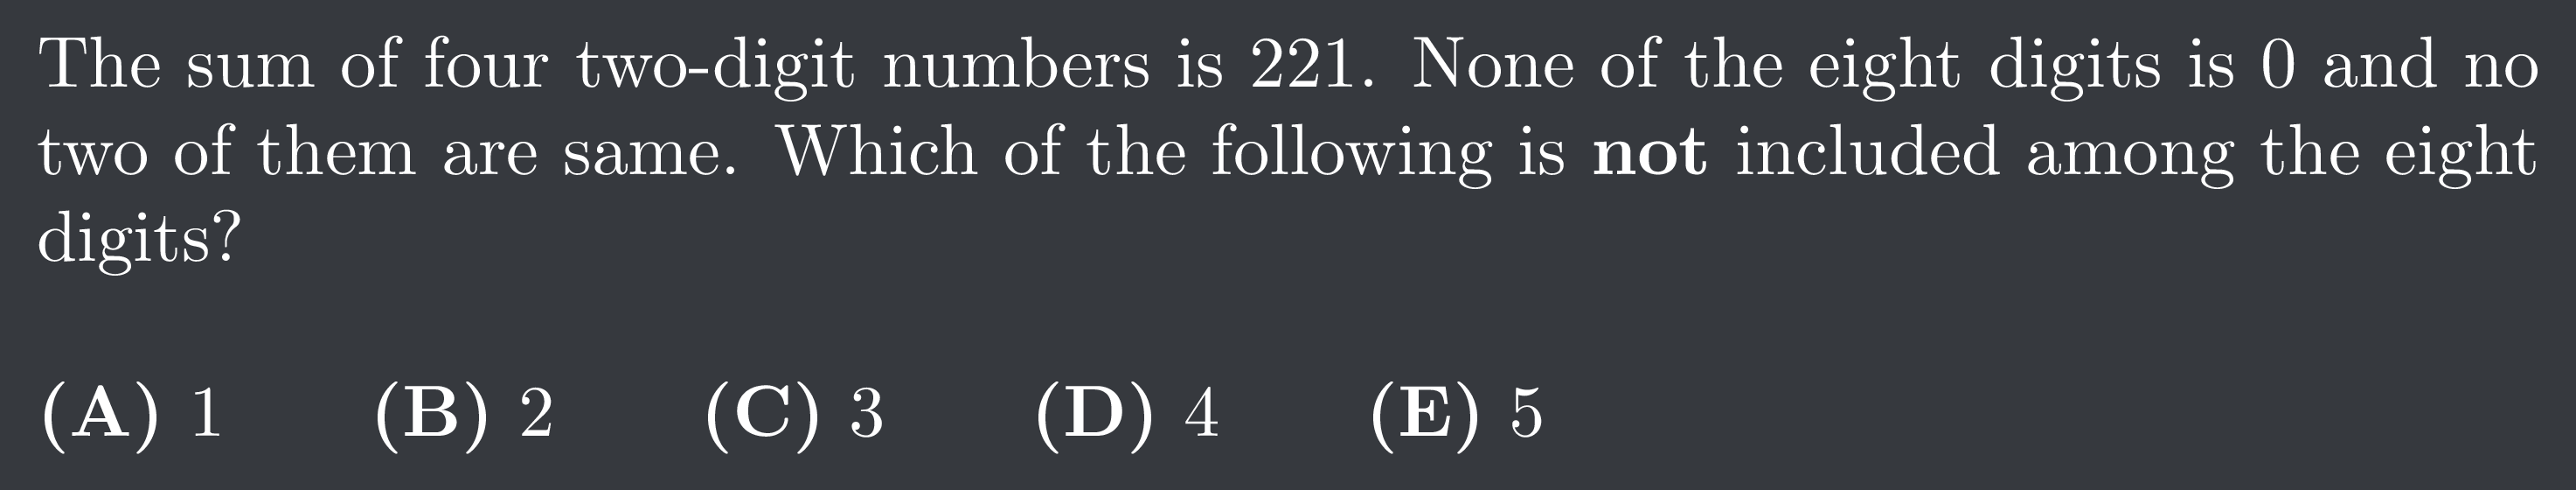 The sum of four two-digit numbers is 221. None of the eight digits is 0 and no
two of them are same. Which of the following is not included among the eight
digits?
(A) 1 (B) 2 (C) 3 (D) 4 (E) 5